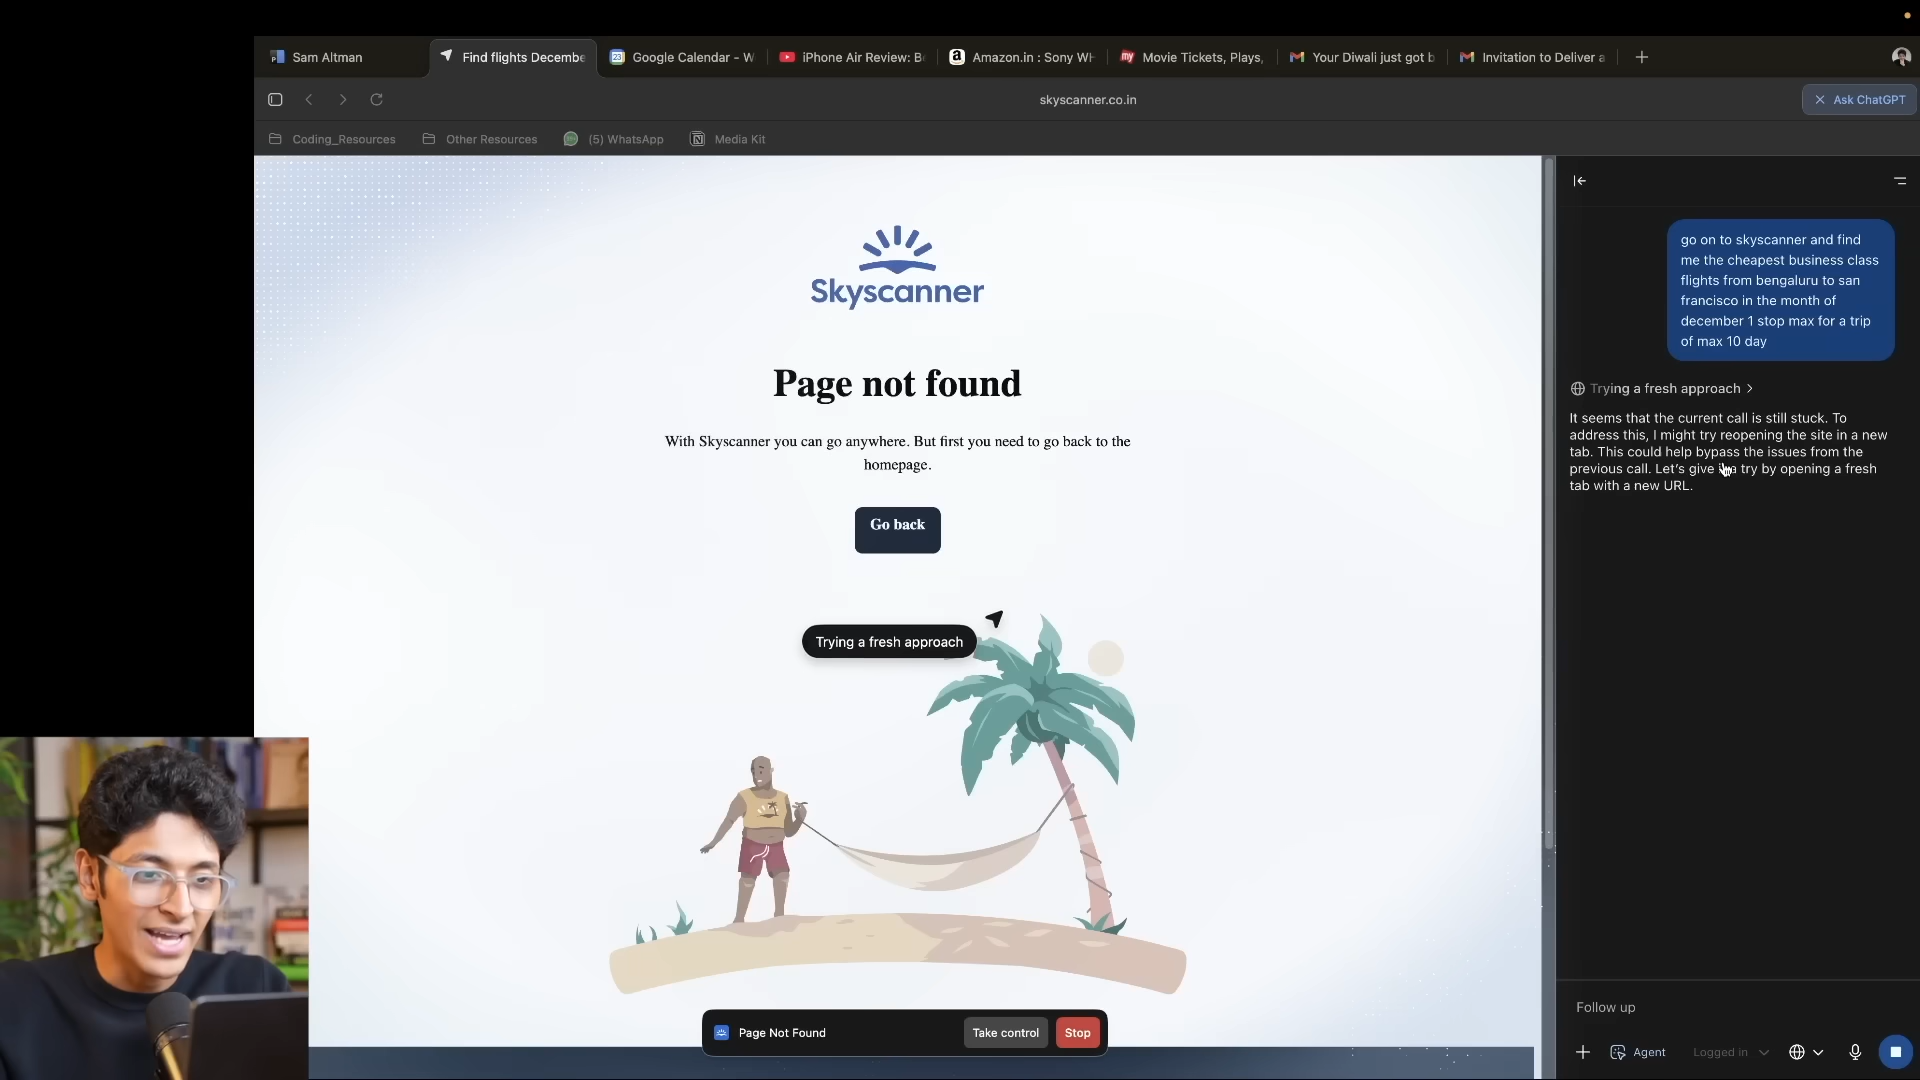 Sam Altman
Find flights Decembe
Google Calendar - W
iPhone Air Review: B
Amazon.in : Sony WH
Movie Tickets, Plays,
Your Diwali just got b
Invitation to Deliver a
skyscanner.co.in
Ask ChatGPT
Coding_Resources
Other Resources
(5) WhatsApp
Media Kit
Skyscanner
Page not found
With Skyscanner you can go anywhere. But first you need to go back to the
homepage.
Go back
Trying a fresh approach
Page Not Found
Take control
Stop
go on to skyscanner and find
me the cheapest business class
flights from bengaluru to san
francisco in the month of
december 1 stop max for a trip
of max 10 day
Trying a fresh approach
It seems that the current call is still stuck. To
address this, I might try reopening the site in a new
tab. This could help bypass the issues from the
previous call. Let's give a try by opening a fresh
tab with a new URL.
Follow up
Agent
Logged in